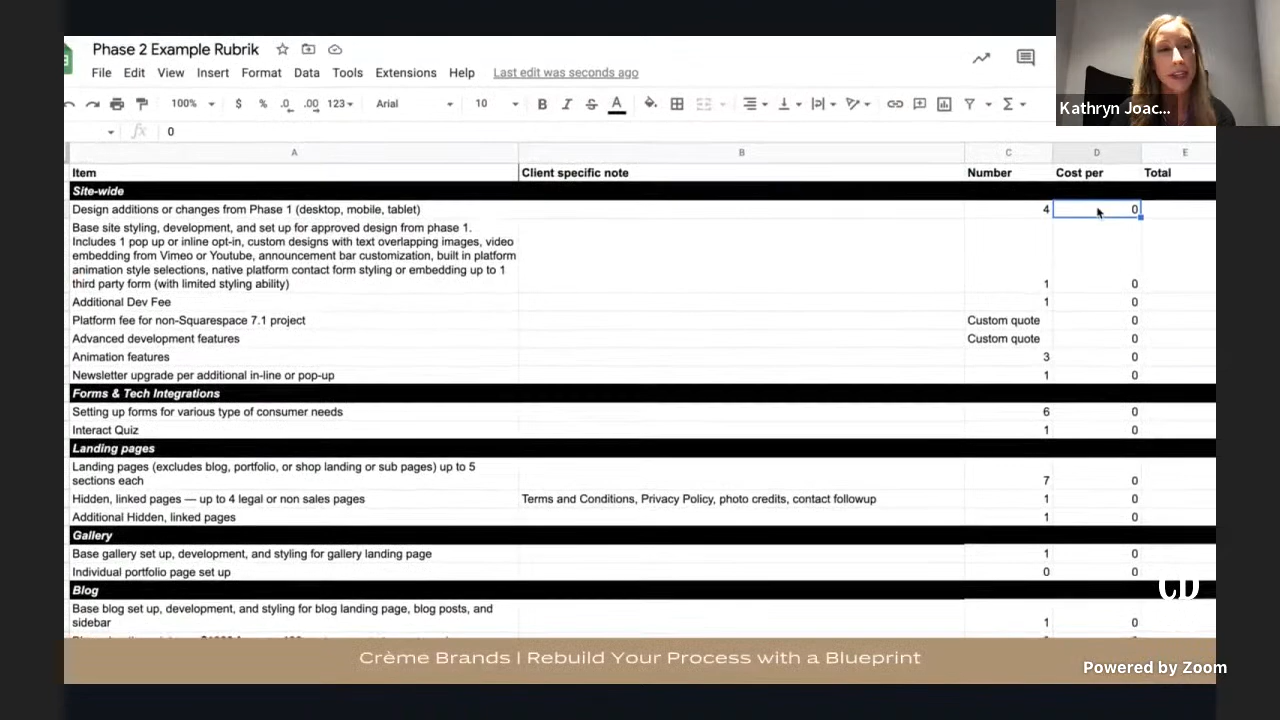 Phase 2 Example Rubrik
File Edit View Insert Format Data Tools Extensions Help Last edit was seconds ago
100% $ % .0 .00 123 Arial 10 B I S A
fx 0
Kathryn Joac...
A B C D E
Item Client specific note Number Cost per Total
Site-wide
Design additions or changes from Phase 1 (desktop, mobile, tablet) 4 0
Base site styling, development, and set up for approved design from phase 1.
Includes 1 pop up or inline opt-in, custom designs with text overlapping images, video
embedding from Vimeo or Youtube, announcement bar customization, built in platform
animation style selections, native platform contact form styling or embedding up to 1
third party form (with limited styling ability) 1 0
Additional Dev Fee 1 0
Platform fee for non-Squarespace 7.1 project Custom quote 0
Advanced development features Custom quote 0
Animation features 3 0
Newsletter upgrade per additional in-line or pop-up 1 0
Forms & Tech Integrations
Setting up forms for various type of consumer needs 6 0
Interact Quiz 1 0
Landing pages
Landing pages (excludes blog, portfolio, or shop landing or sub pages) up to 5
sections each 7 0
Hidden, linked pages — up to 4 legal or non sales pages Terms and Conditions, Privacy Policy, photo credits, contact followup 1 0
Additional Hidden, linked pages 1 0
Gallery
Base gallery set up, development, and styling for gallery landing page 1 0
Individual portfolio page set up 0 0
Blog
Base blog set up, development, and styling for blog landing page, blog posts, and
sidebar 1 0
CD
Crème Brands | Rebuild Your Process with a Blueprint
Powered by Zoom